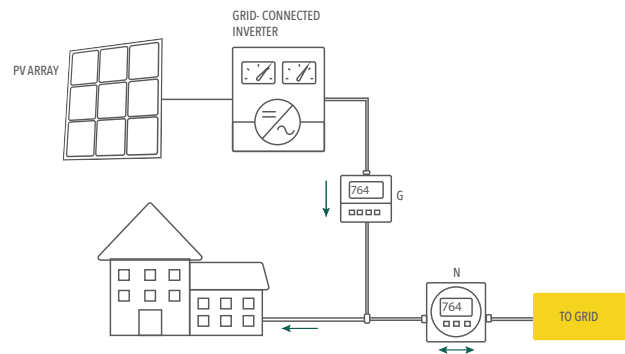 GRID- CONNECTED
INVERTER
PV ARRAY
764
G
N
764
TO GRID